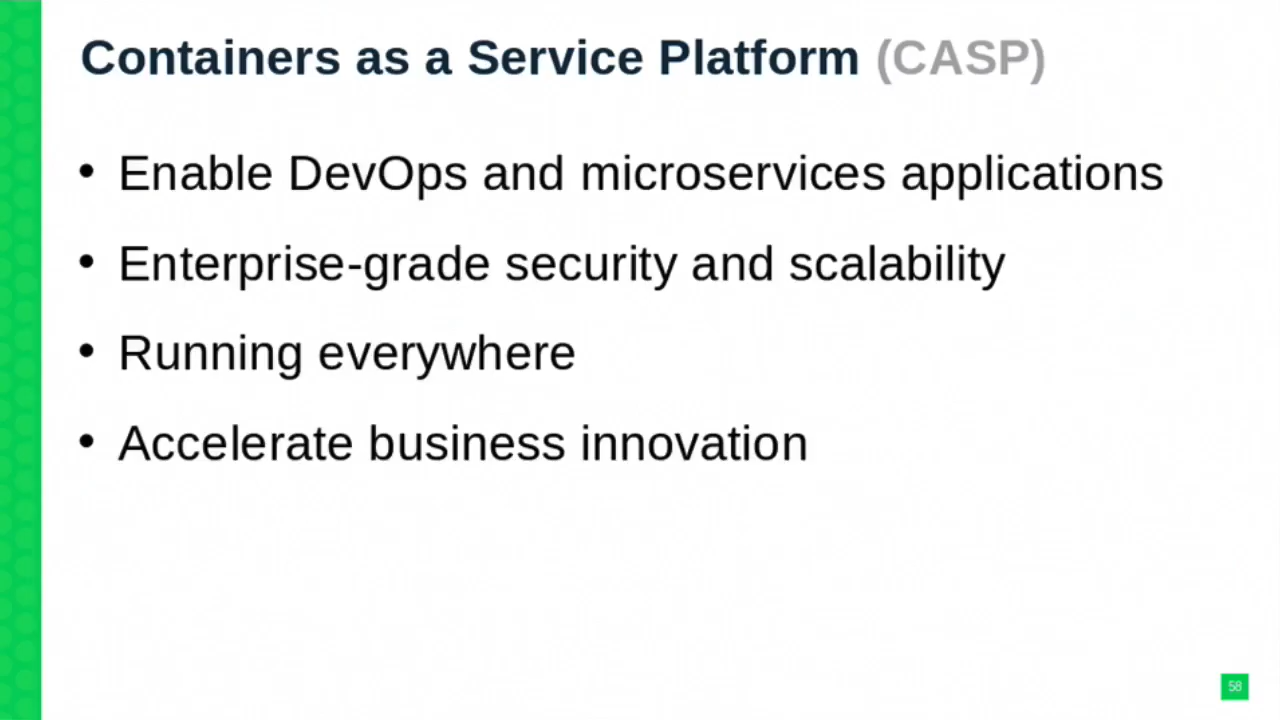 Containers as a Service Platform (CASP)
• Enable DevOps and microservices applications
• Enterprise-grade security and scalability
• Running everywhere
• Accelerate business innovation
58